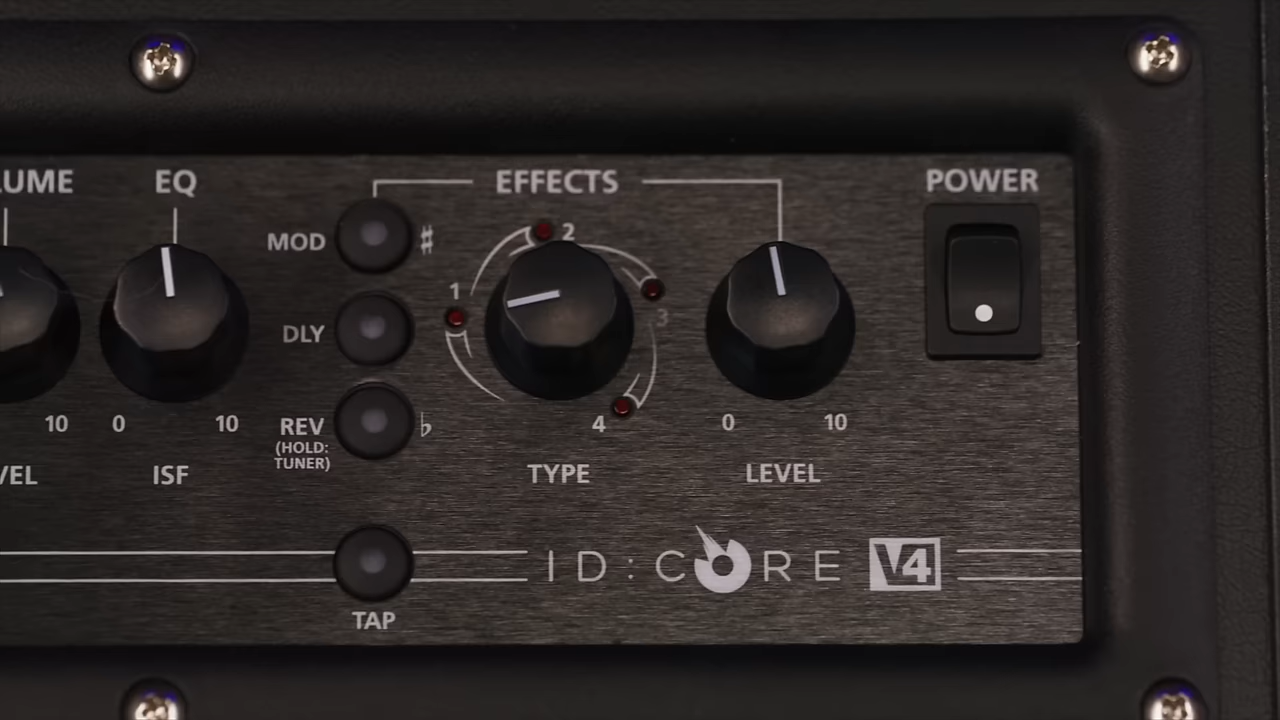 UME EQ EFFECTS POWER
MOD ♯ 2
1
DLY 3
10 0 10 REV ♭ 4 0 10
(HOLD:
TUNER)
VEL ISF TYPE LEVEL
ID:CORE V4
TAP